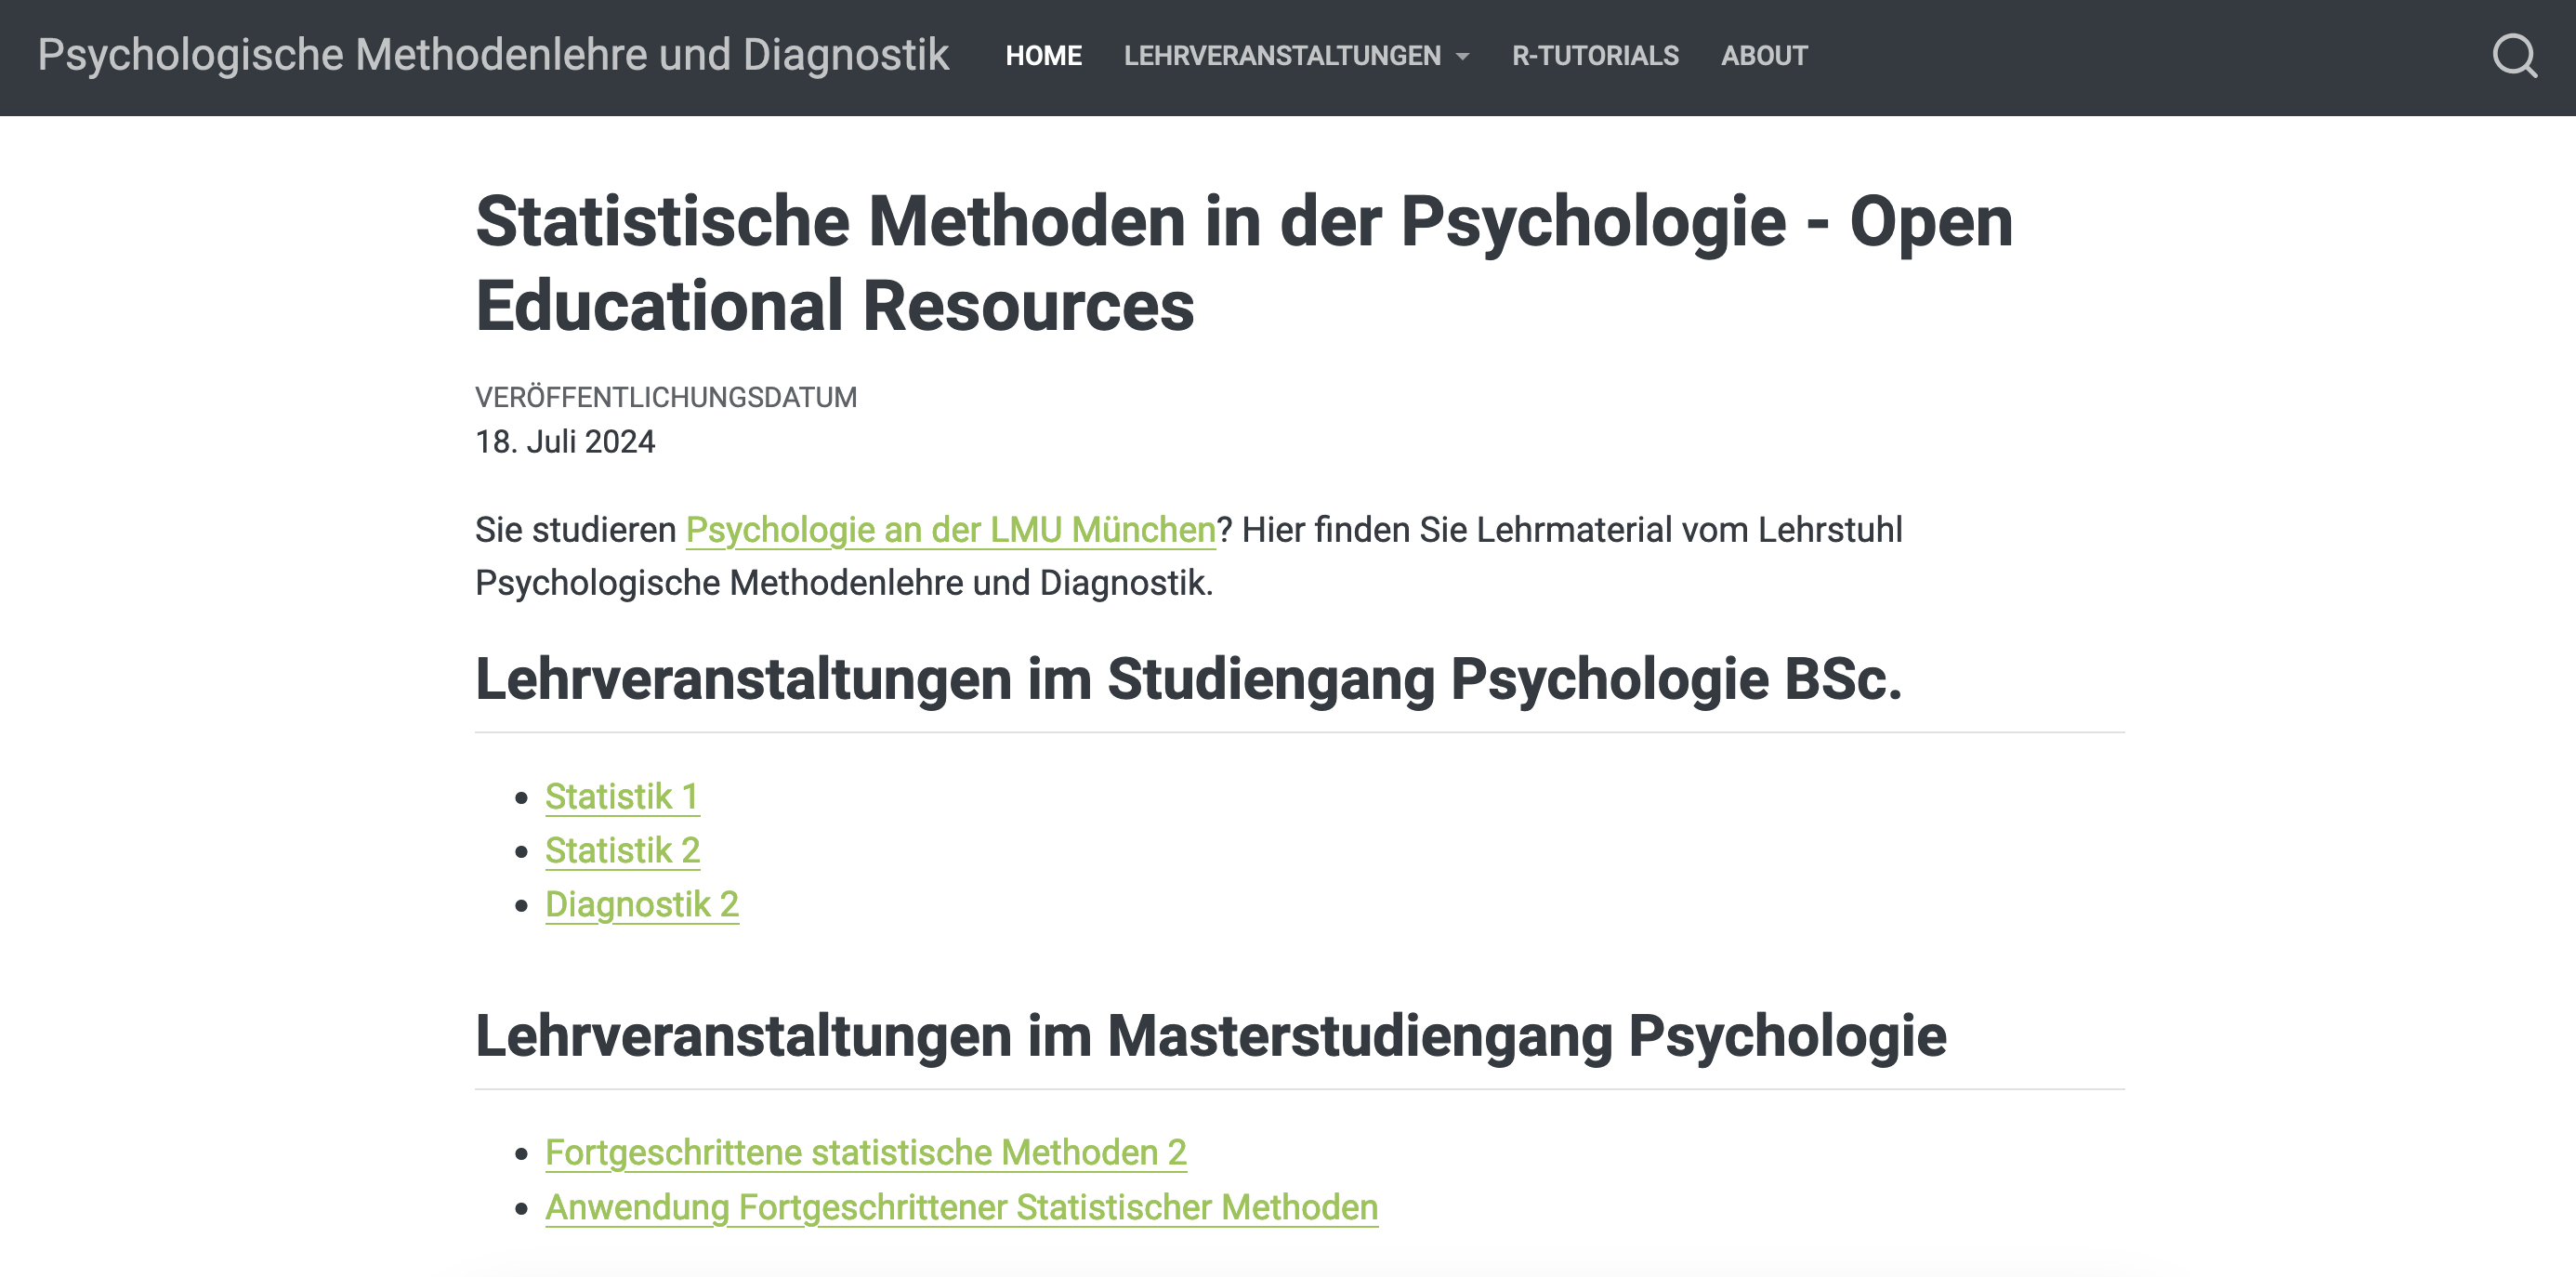 Psychologische Methodenlehre und Diagnostik HOME LEHRVERANSTALTUNGEN R-TUTORIALS ABOUT
Statistische Methoden in der Psychologie - Open
Educational Resources
VERÖFFENTLICHUNGSDATUM
18. Juli 2024
Sie studieren Psychologie an der LMU München? Hier finden Sie Lehrmaterial vom Lehrstuhl
Psychologische Methodenlehre und Diagnostik.
Lehrveranstaltungen im Studiengang Psychologie BSc.
Statistik 1
Statistik 2
Diagnostik 2
Lehrveranstaltungen im Masterstudiengang Psychologie
Fortgeschrittene statistische Methoden 2
Anwendung Fortgeschrittener Statistischer Methoden